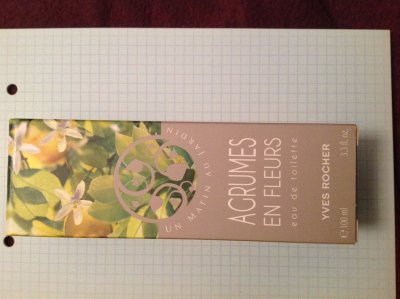 UN MATIN AU JARDIN
AGRUMES
EN FLEURS
eau de toilette
YVES ROCHER
e 100 ml 3.3 fl. oz.